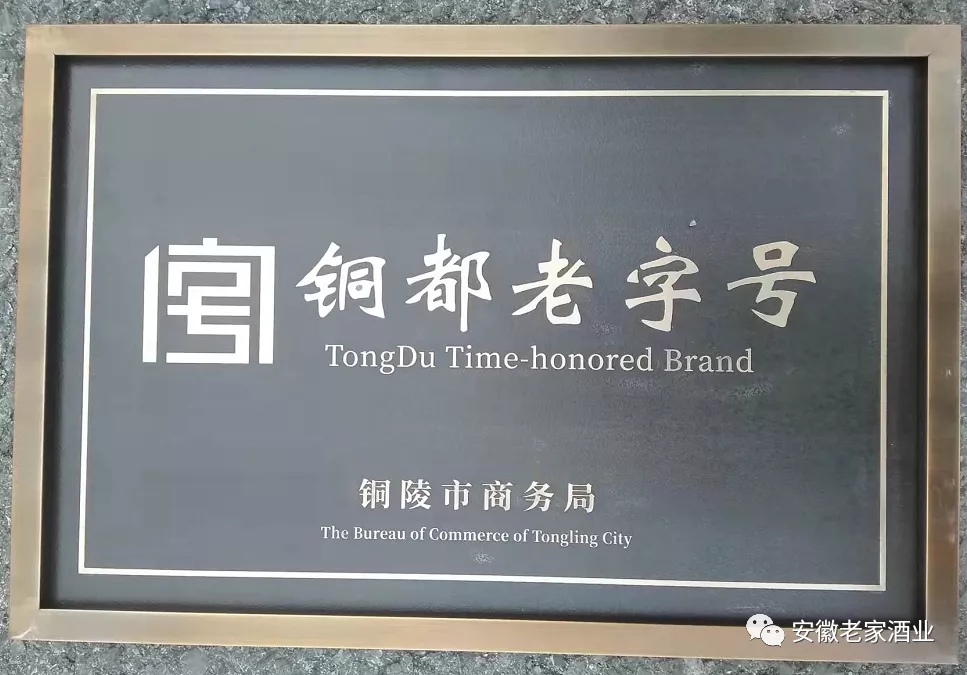 铜都老字号
TongDu Time-honored Brand
铜陵市商务局
The Bureau of Commerce of Tongling City
安徽老家酒业